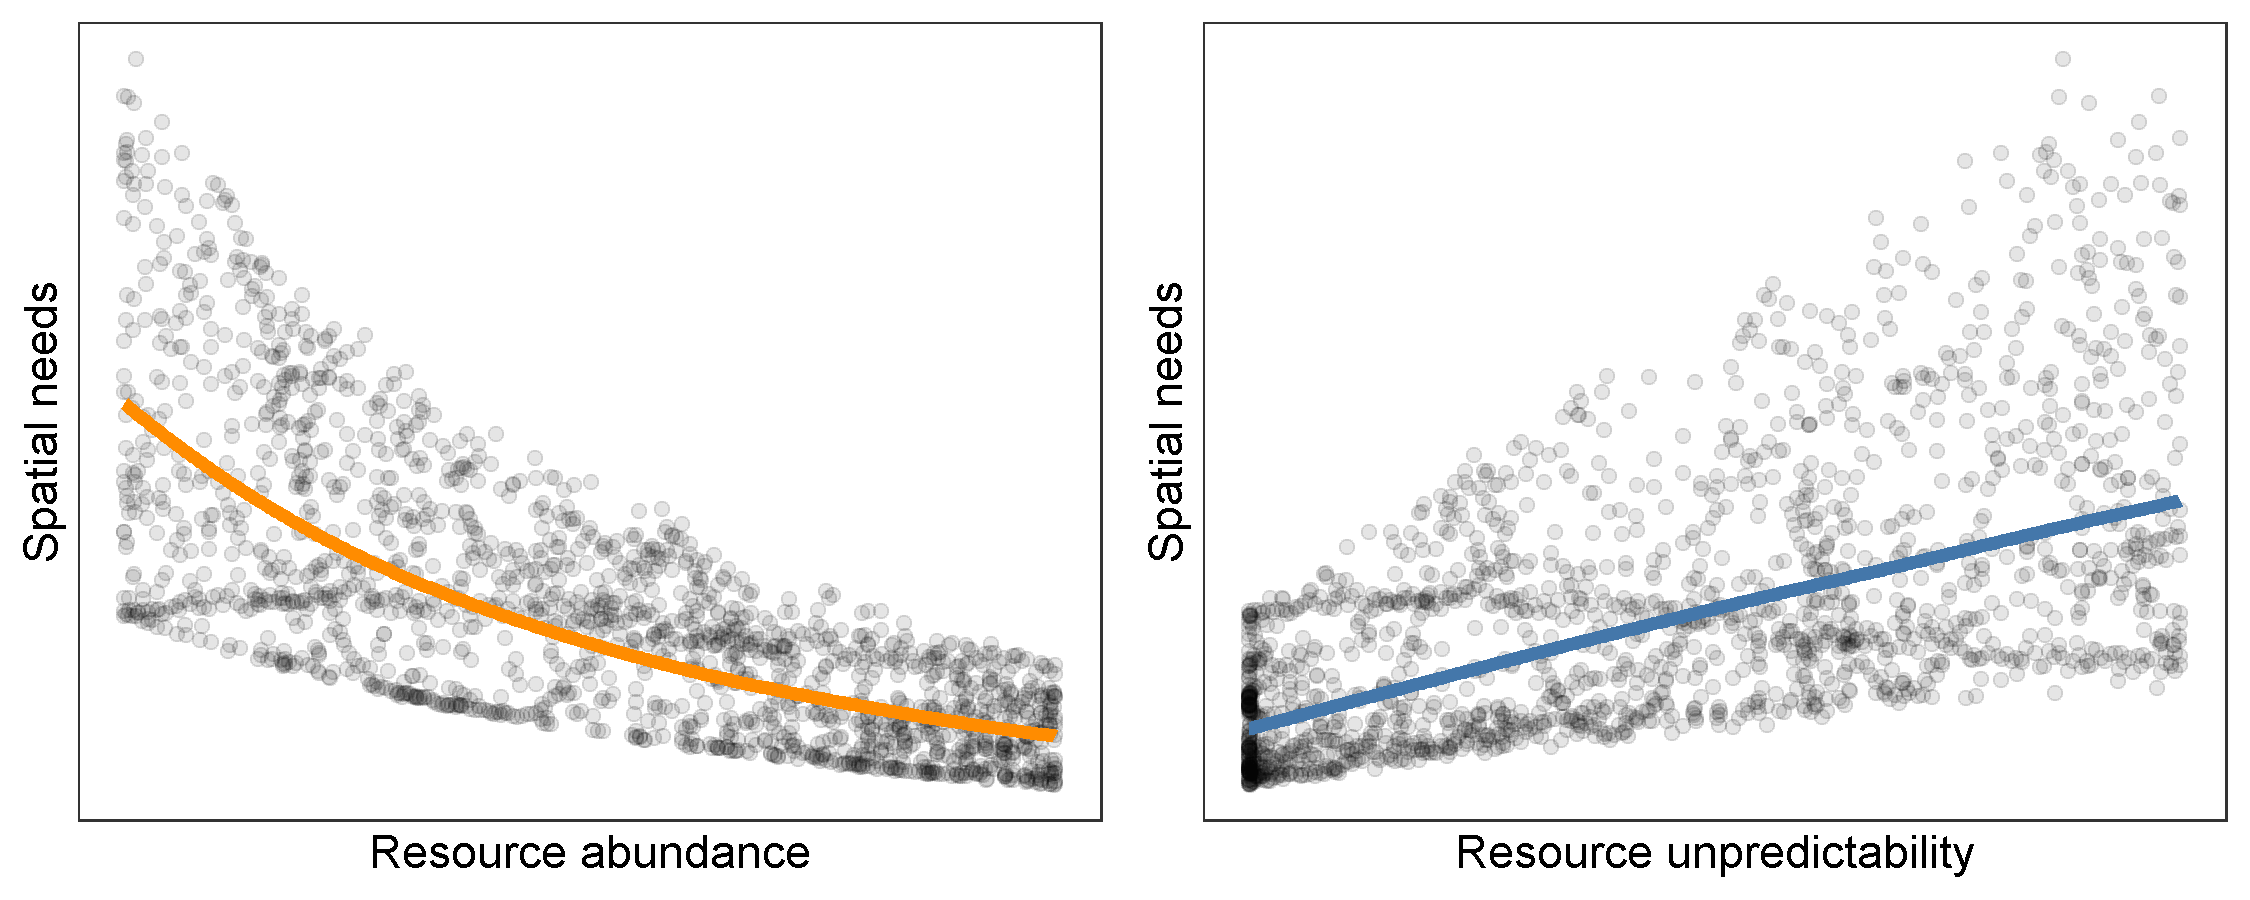 Spatial needs
Resource abundance
Spatial needs
Resource unpredictability